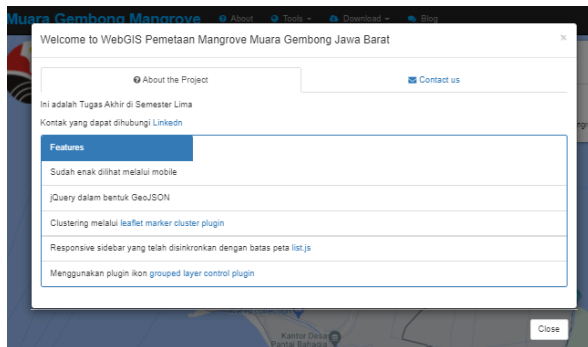 Muara Gembong Mangrove About Tools Download Blog
Welcome to WebGIS Pemetaan Mangrove Muara Gembong Jawa Barat ×
About the Project Contact us
Ini adalah Tugas Akhir di Semester Lima
Kontak yang dapat dihubungi Linkedn
Features
Sudah enak dilihat melalui mobile
jQuery dalam bentuk GeoJSON
Clustering melalui leaflet marker cluster plugin
Responsive sidebar yang telah disinkronkan dengan batas peta list.js
Menggunakan plugin ikon grouped layer control plugin
Close
Kantor Desa
Pantai Bahagia